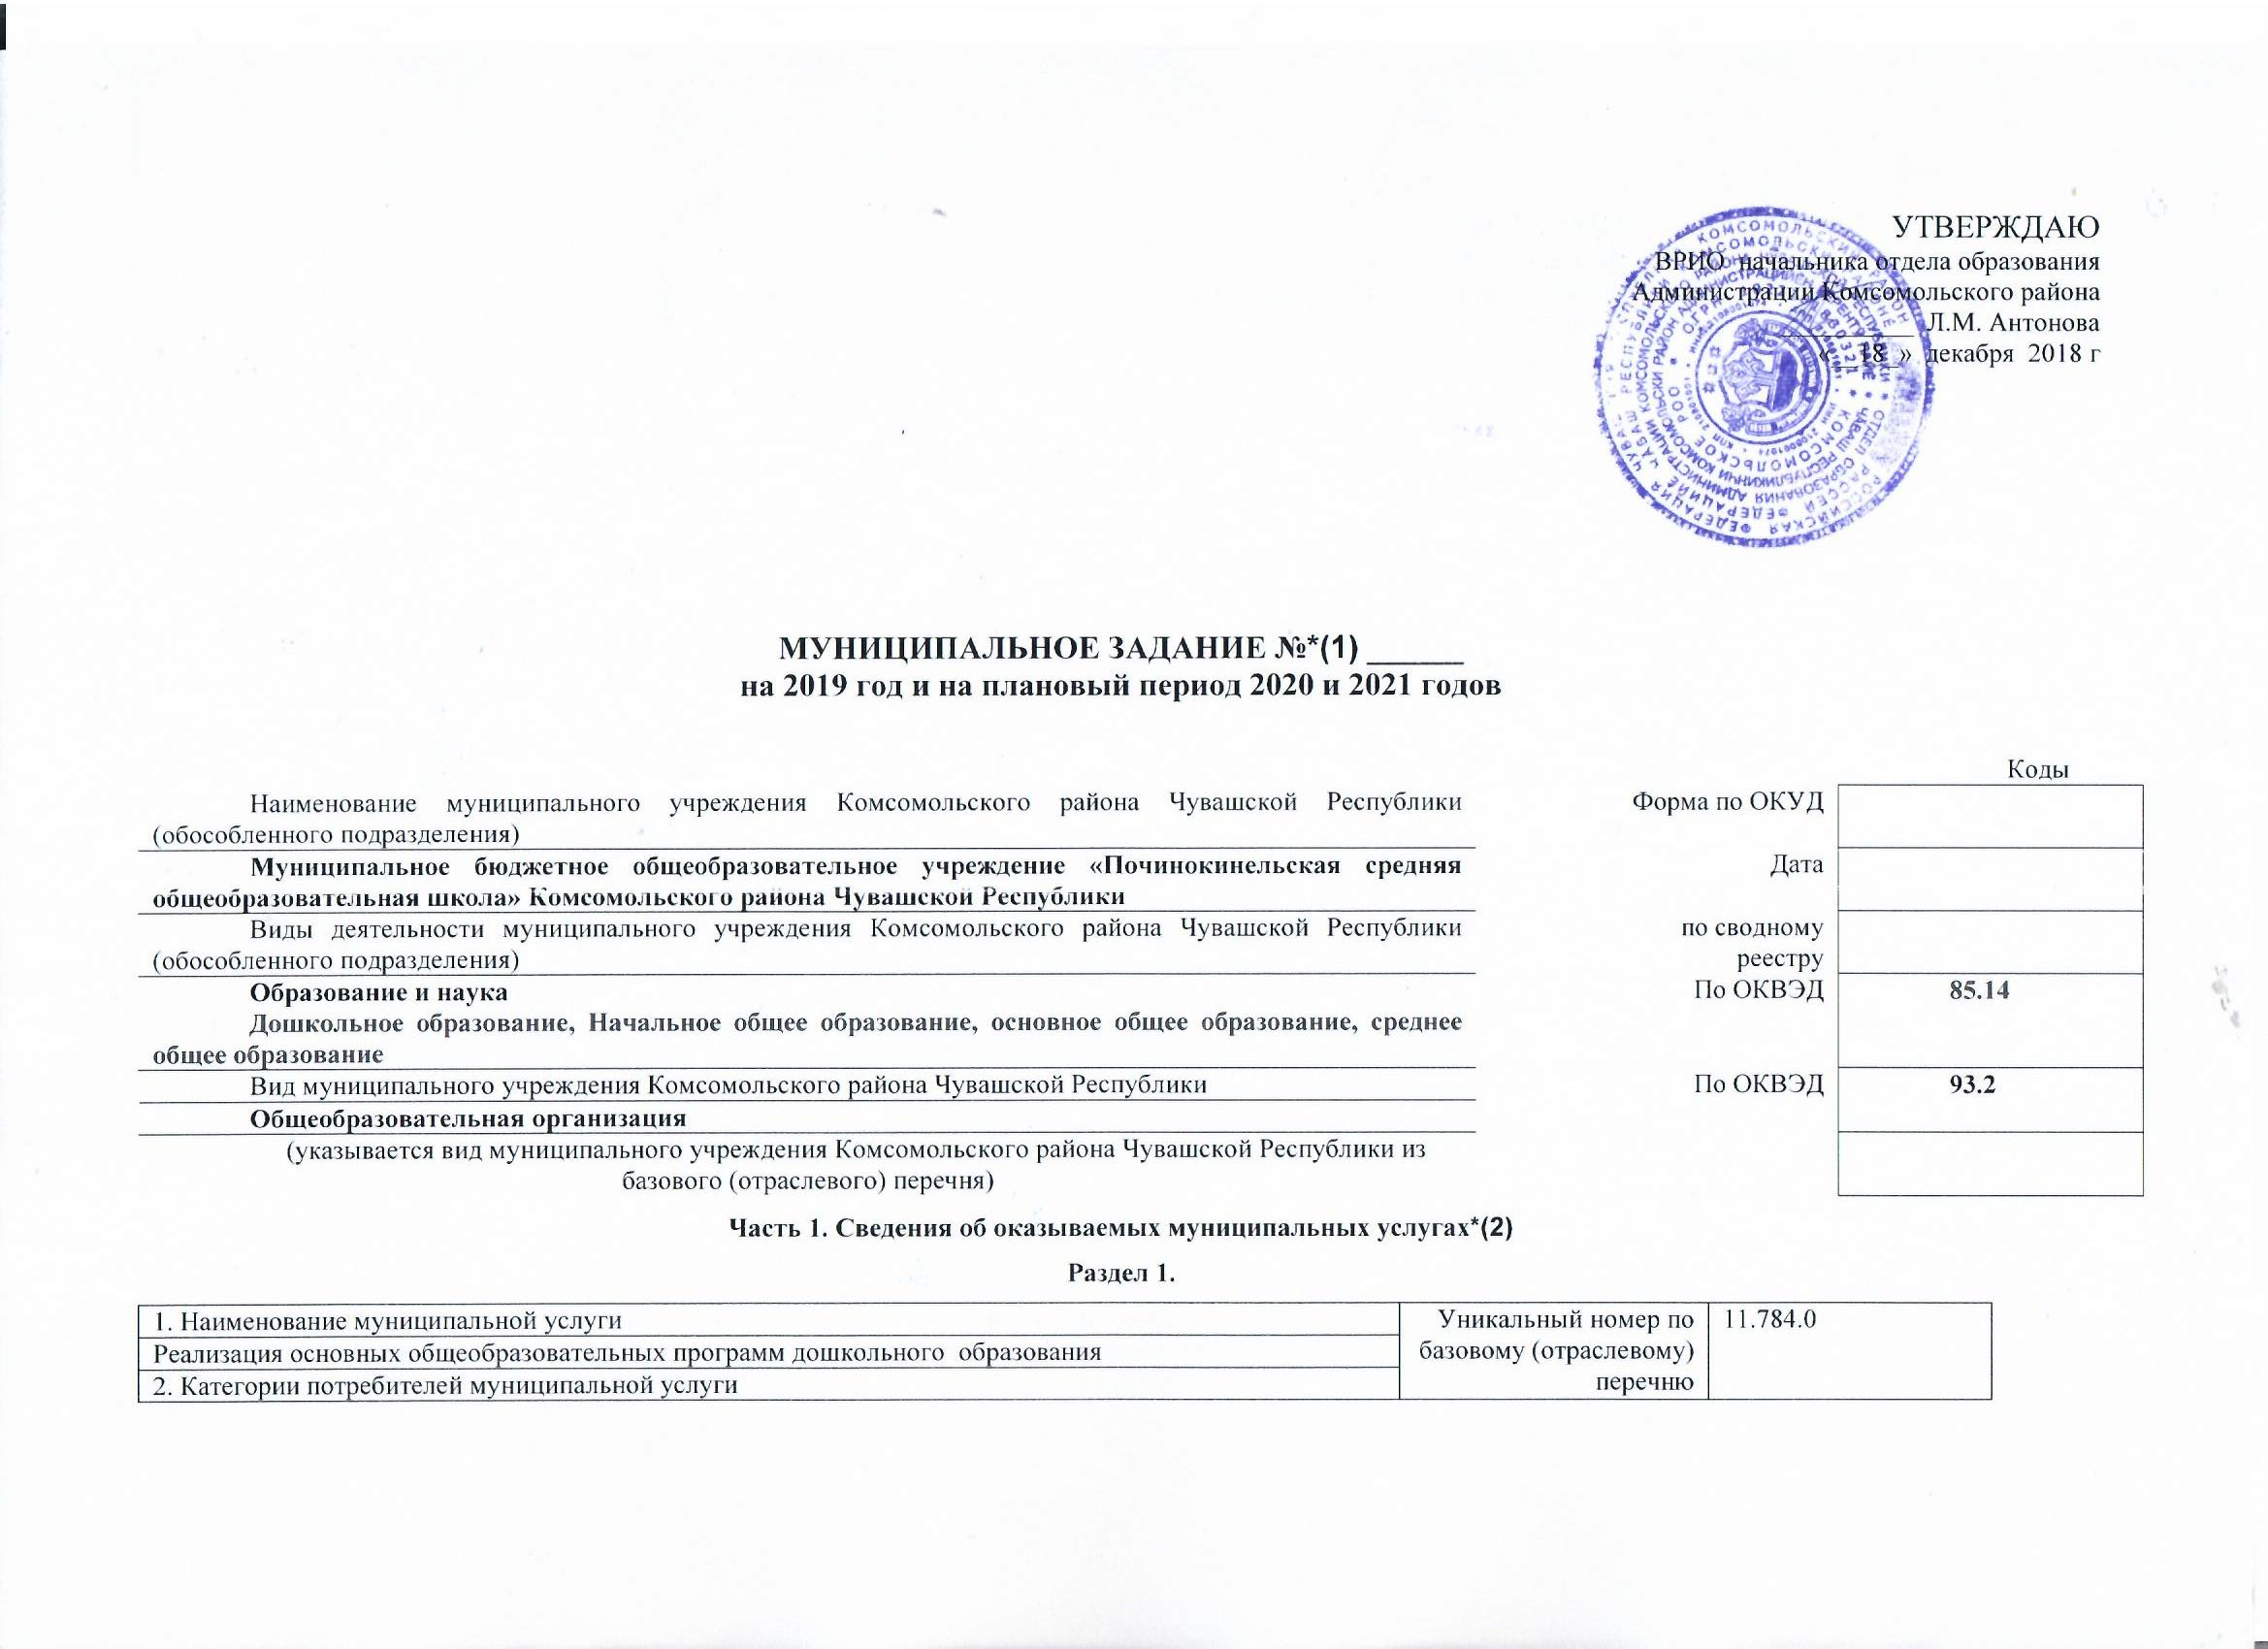 УТВЕРЖДАЮ
ВРИО начальника отдела образования
Администрации Комсомольского района
Л.М. Антонова
« 18 » декабря 2018 г
МУНИЦИПАЛЬНОЕ ЗАДАНИЕ №*(1) ______
на 2019 год и на плановый период 2020 и 2021 годов
Коды
Наименование муниципального учреждения Комсомольского района Чувашской Республики
(обособленного подразделения)
Форма по ОКУД
Муниципальное бюджетное общеобразовательное учреждение «Починокинельская средняя
общеобразовательная школа» Комсомольского района Чувашской Республики
Дата
Виды деятельности муниципального учреждения Комсомольского района Чувашской Республики
(обособленного подразделения)
по сводному
реестру
Образование и наука
По ОКВЭД 85.14
Дошкольное образование, Начальное общее образование, основное общее образование, среднее
общее образование
Вид муниципального учреждения Комсомольского района Чувашской Республики
По ОКВЭД 93.2
Общеобразовательная организация
(указывается вид муниципального учреждения Комсомольского района Чувашской Республики из
базового (отраслевого) перечня)
Часть 1. Сведения об оказываемых муниципальных услугах*(2)
Раздел 1.
1. Наименование муниципальной услуги
Реализация основных общеобразовательных программ дошкольного образования
2. Категории потребителей муниципальной услуги
Уникальный номер по
базовому (отраслевому)
перечню
11.784.0